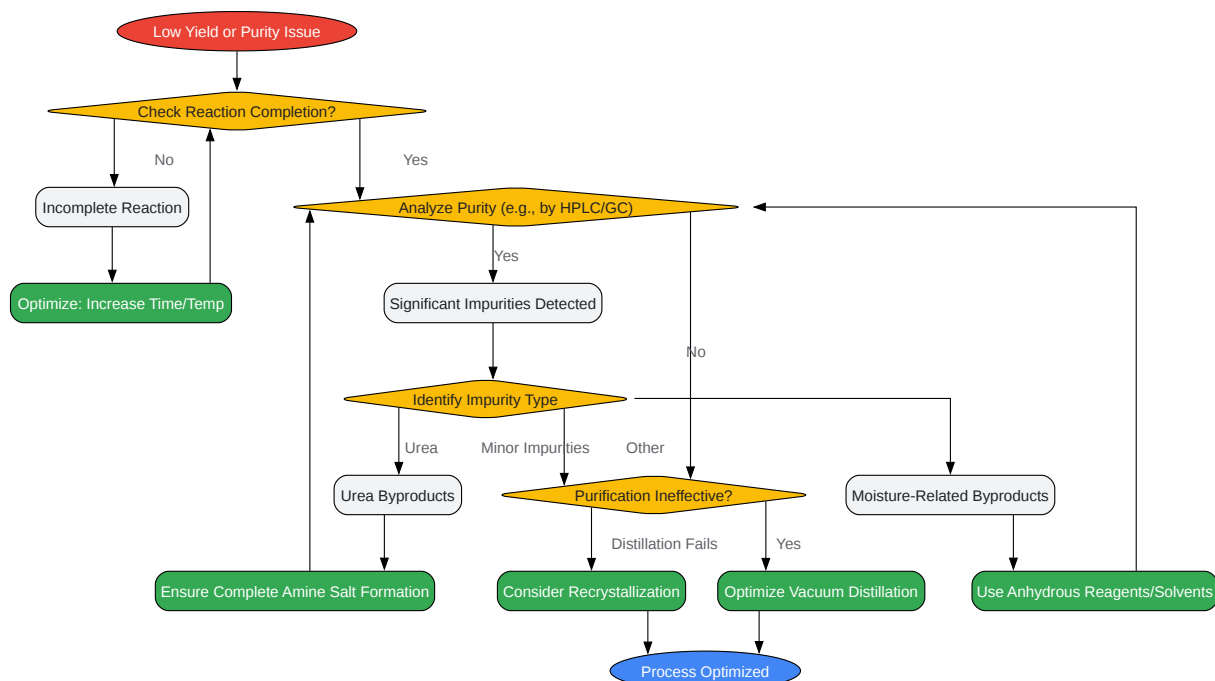 Low Yield or Purity Issue
Check Reaction Completion?
No
Yes
Incomplete Reaction
Analyze Purity (e.g., by HPLC/GC)
Yes
Optimize: Increase Time/Temp
Significant Impurities Detected
No
Identify Impurity Type
Urea
Minor Impurities
Other
Urea Byproducts
Purification Ineffective?
Moisture-Related Byproducts
Distillation Fails
Yes
Ensure Complete Amine Salt Formation
Consider Recrystallization
Optimize Vacuum Distillation
Use Anhydrous Reagents/Solvents
Process Optimized